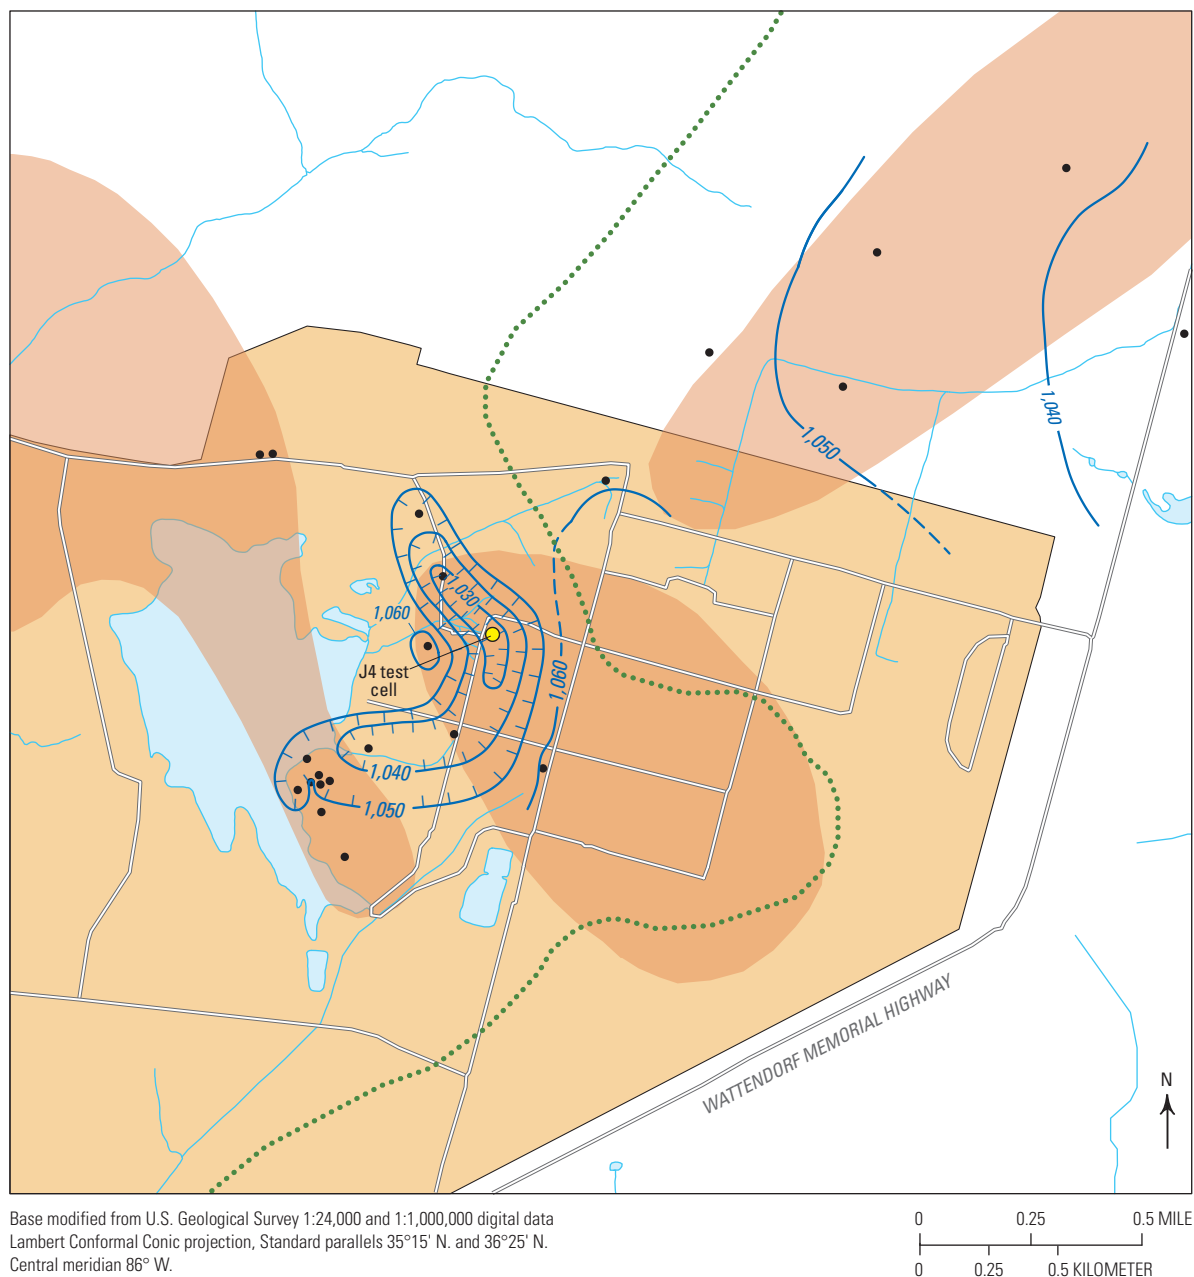 1,040
1,050
1,030
1,060
J4 test
cell
1,060
1,040
1,050
WATTENDORF MEMORIAL HIGHWAY
N
Base modified from U.S. Geological Survey 1:24,000 and 1:1,000,000 digital data
Lambert Conformal Conic projection, Standard parallels 35°15' N. and 36°25' N.
Central meridian 86° W.
0 0.25 0.5 MILE
0 0.25 0.5 KILOMETER